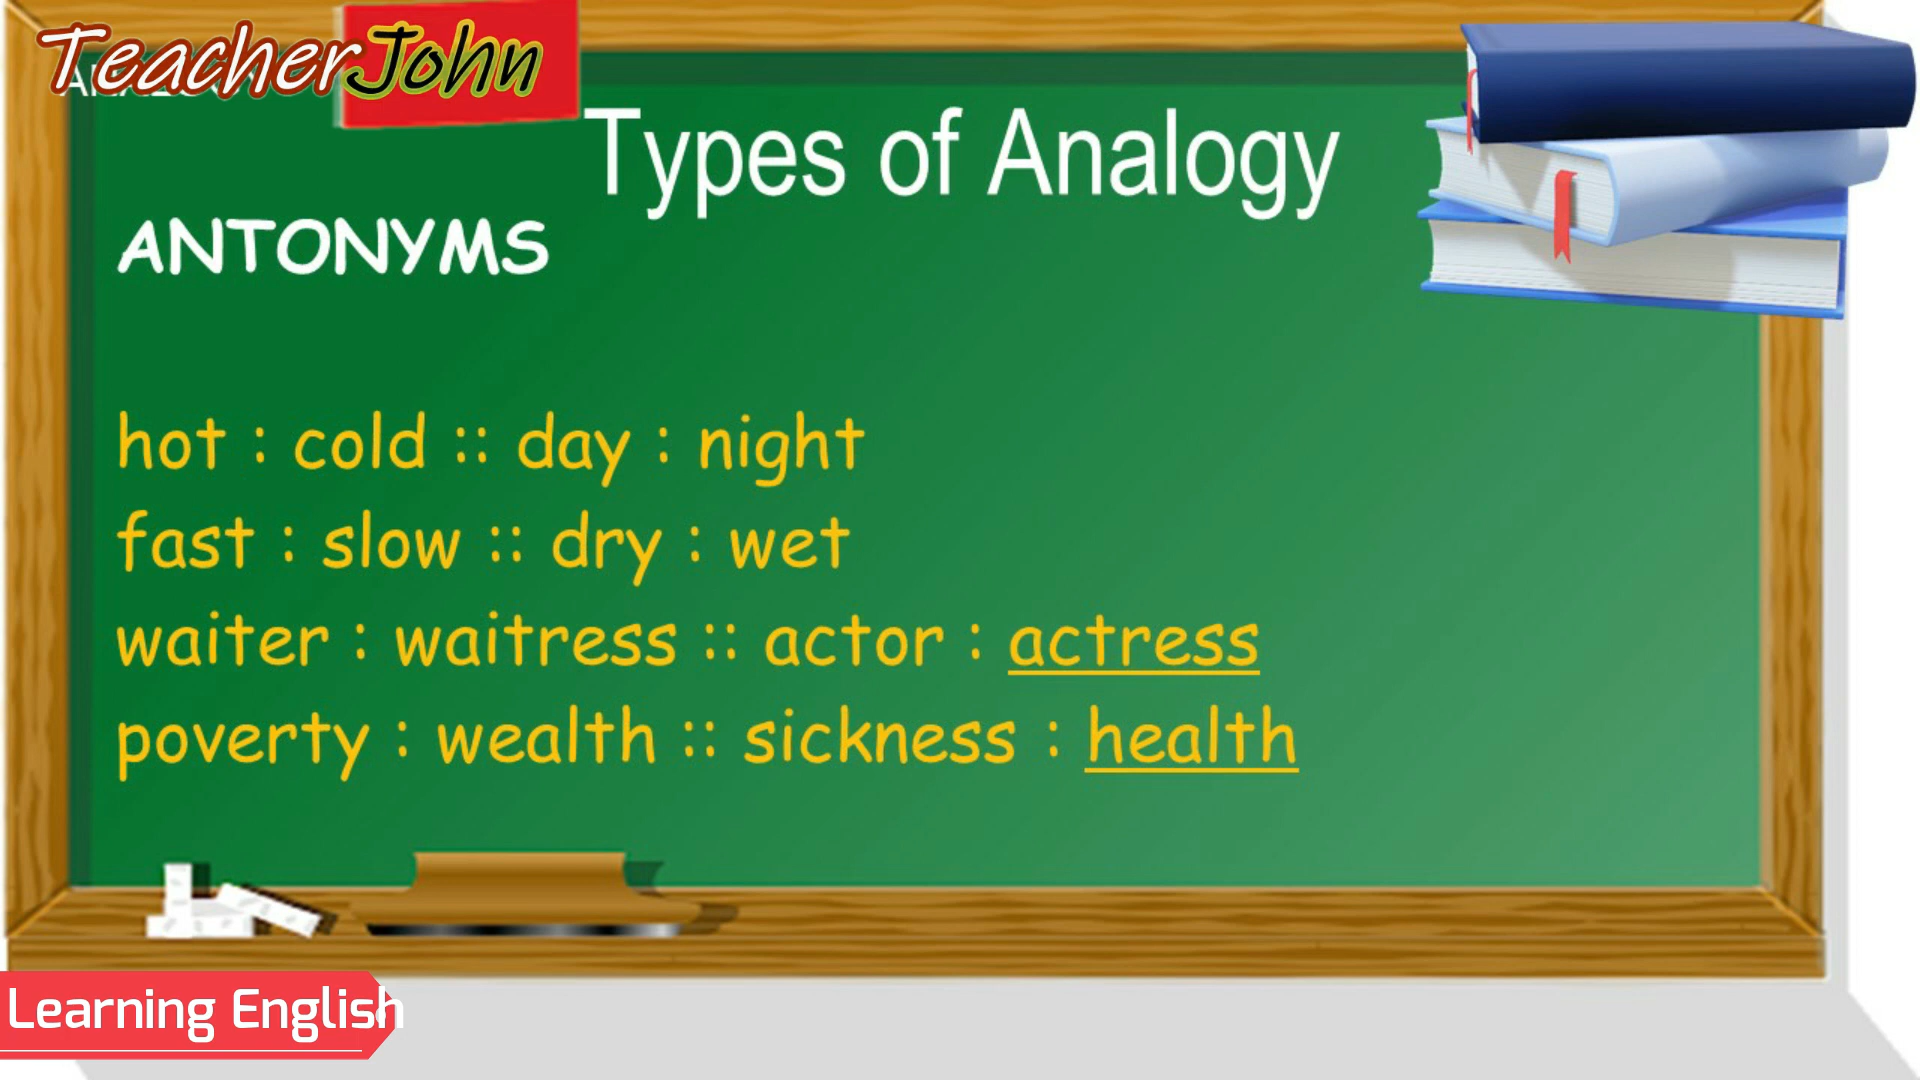 TeacherJohn
Types of Analogy
ANTONYMS
hot : cold :: day : night
fast : slow :: dry : wet
waiter : waitress :: actor : actress
poverty : wealth :: sickness : health
Learning English